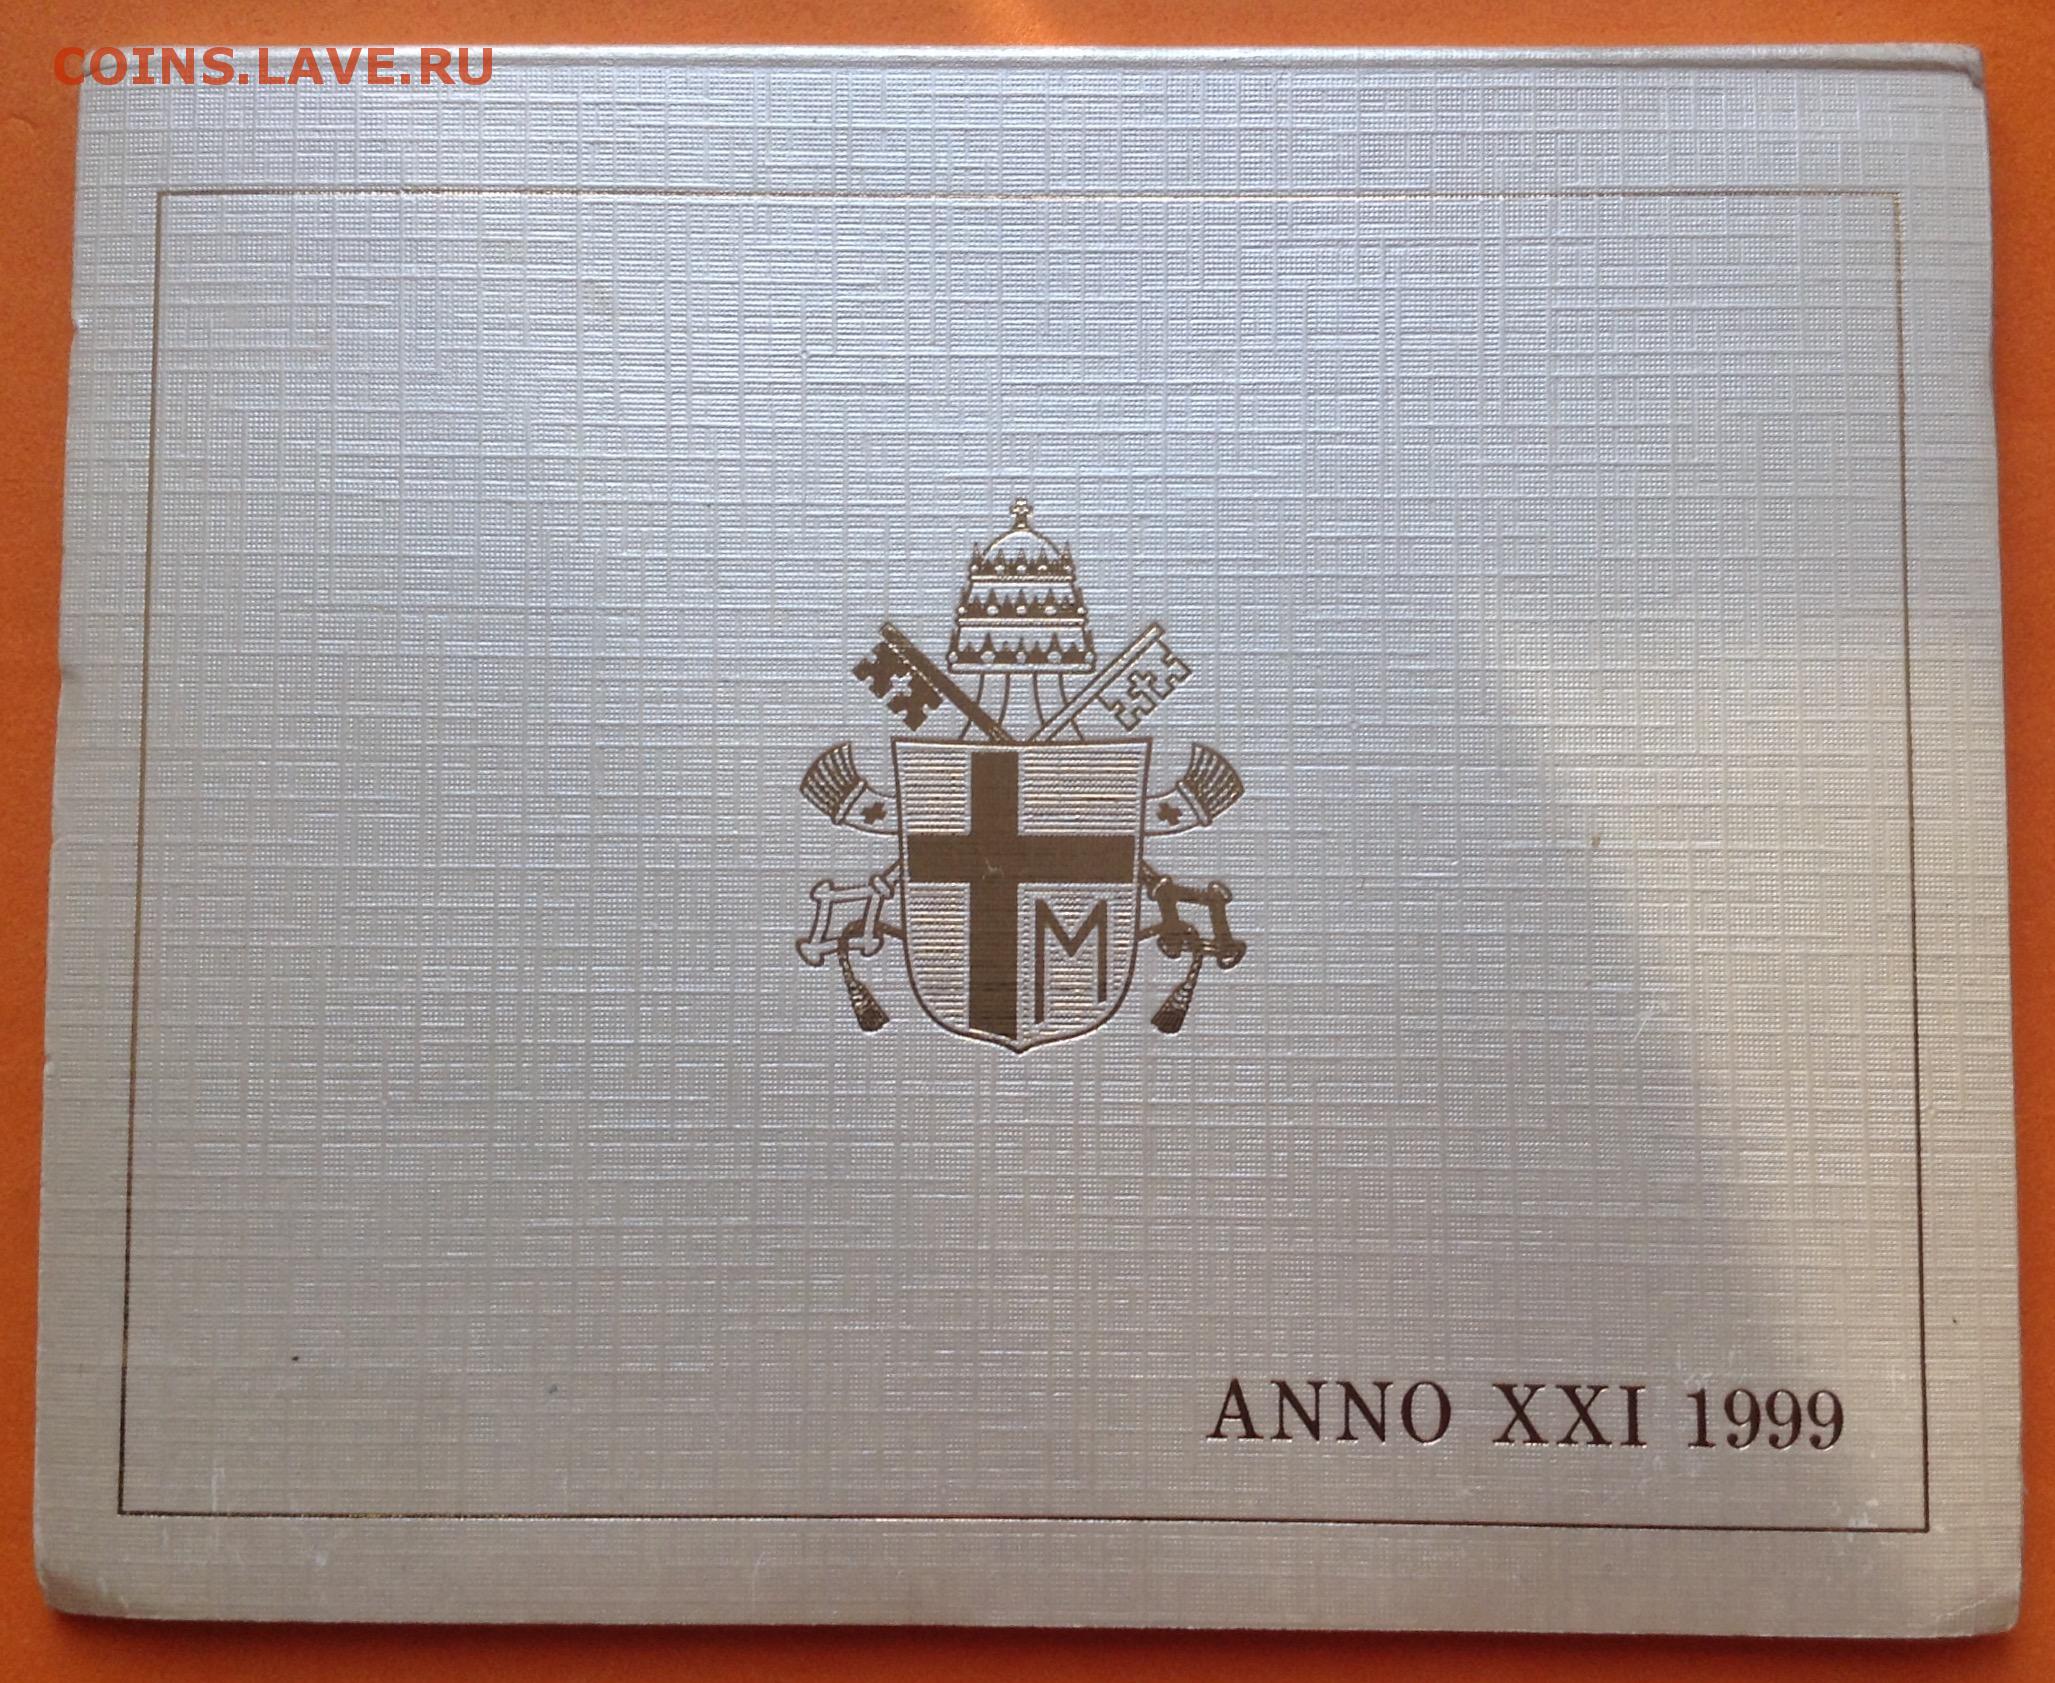 COINS.LAVE.RU
M
ANNO XXI 1999